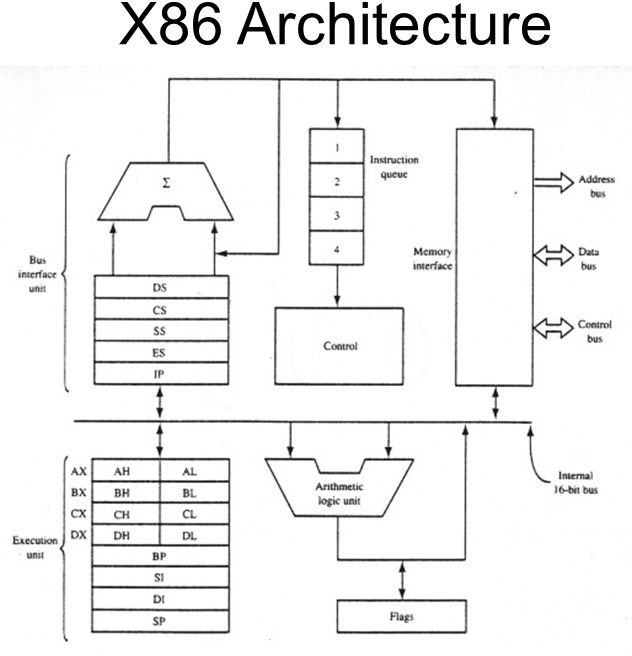 X86 Architecture
Σ
1
2
3
4
Instruction
queue
Address
bus
Memory
interface
Data
bus
Control
bus
Bus
interface
unit
DS
CS
SS
ES
IP
Control
Internal
16-bit bus
AX AH AL
BX BH BL
CX CH CL
DX DH DL
BP
SI
DI
SP
Execution
unit
Arithmetic
logic unit
Flags